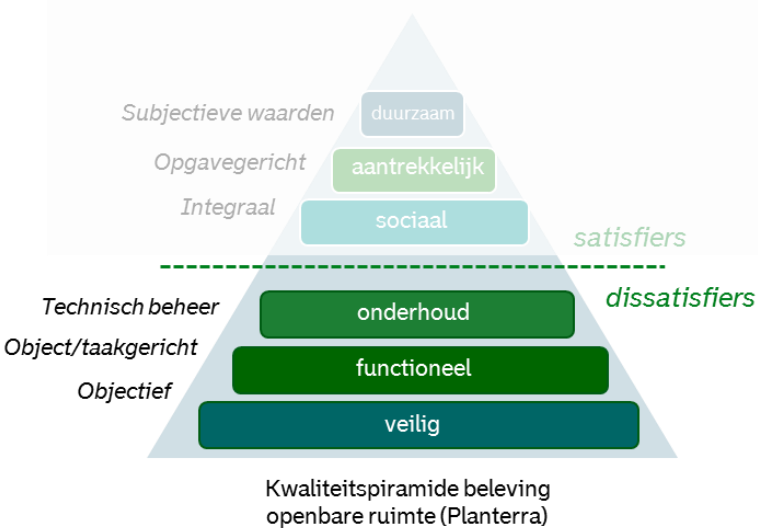 Subjectieve waarden
duurzaam
Opgavegericht
aantrekkelijk
Integraal
sociaal
satisfiers
dissatisfiers
Technisch beheer
onderhoud
Object/taakgericht
functioneel
Objectief
veilig
Kwaliteitspiramide beleving
openbare ruimte (Planterra)